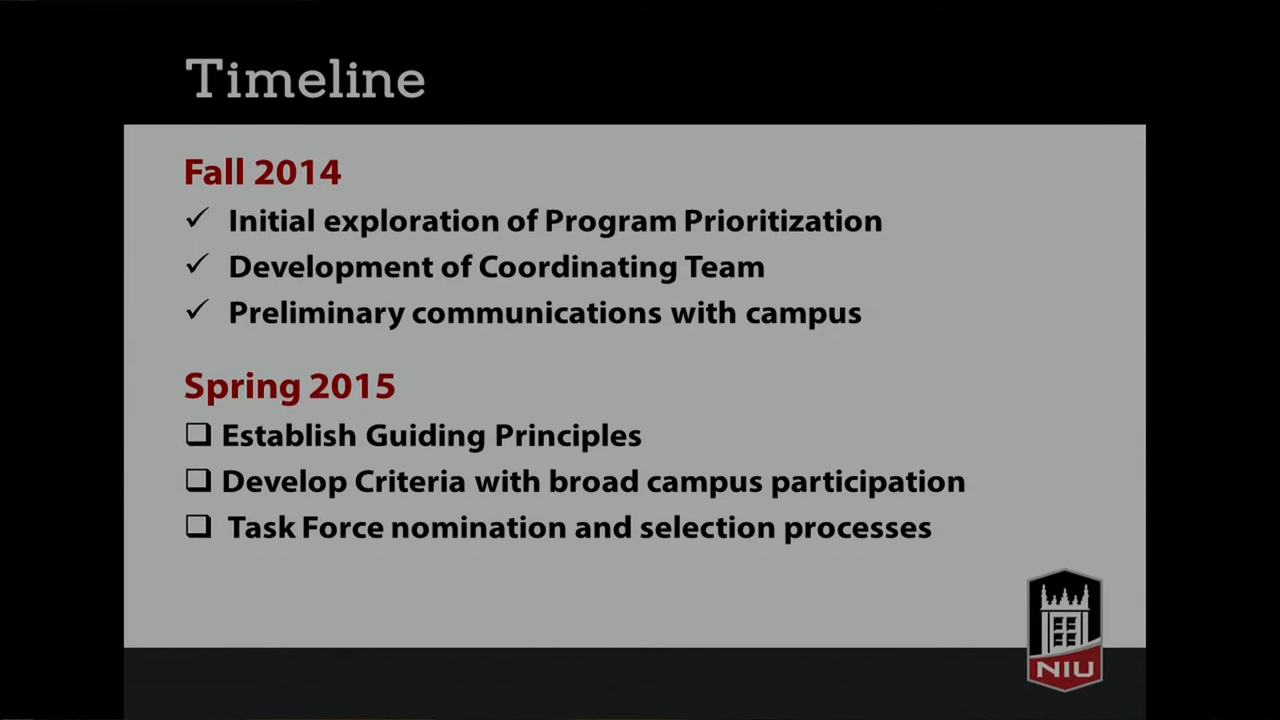 Timeline
Fall 2014
✓ Initial exploration of Program Prioritization
✓ Development of Coordinating Team
✓ Preliminary communications with campus
Spring 2015
❑ Establish Guiding Principles
❑ Develop Criteria with broad campus participation
❑ Task Force nomination and selection processes
NIU